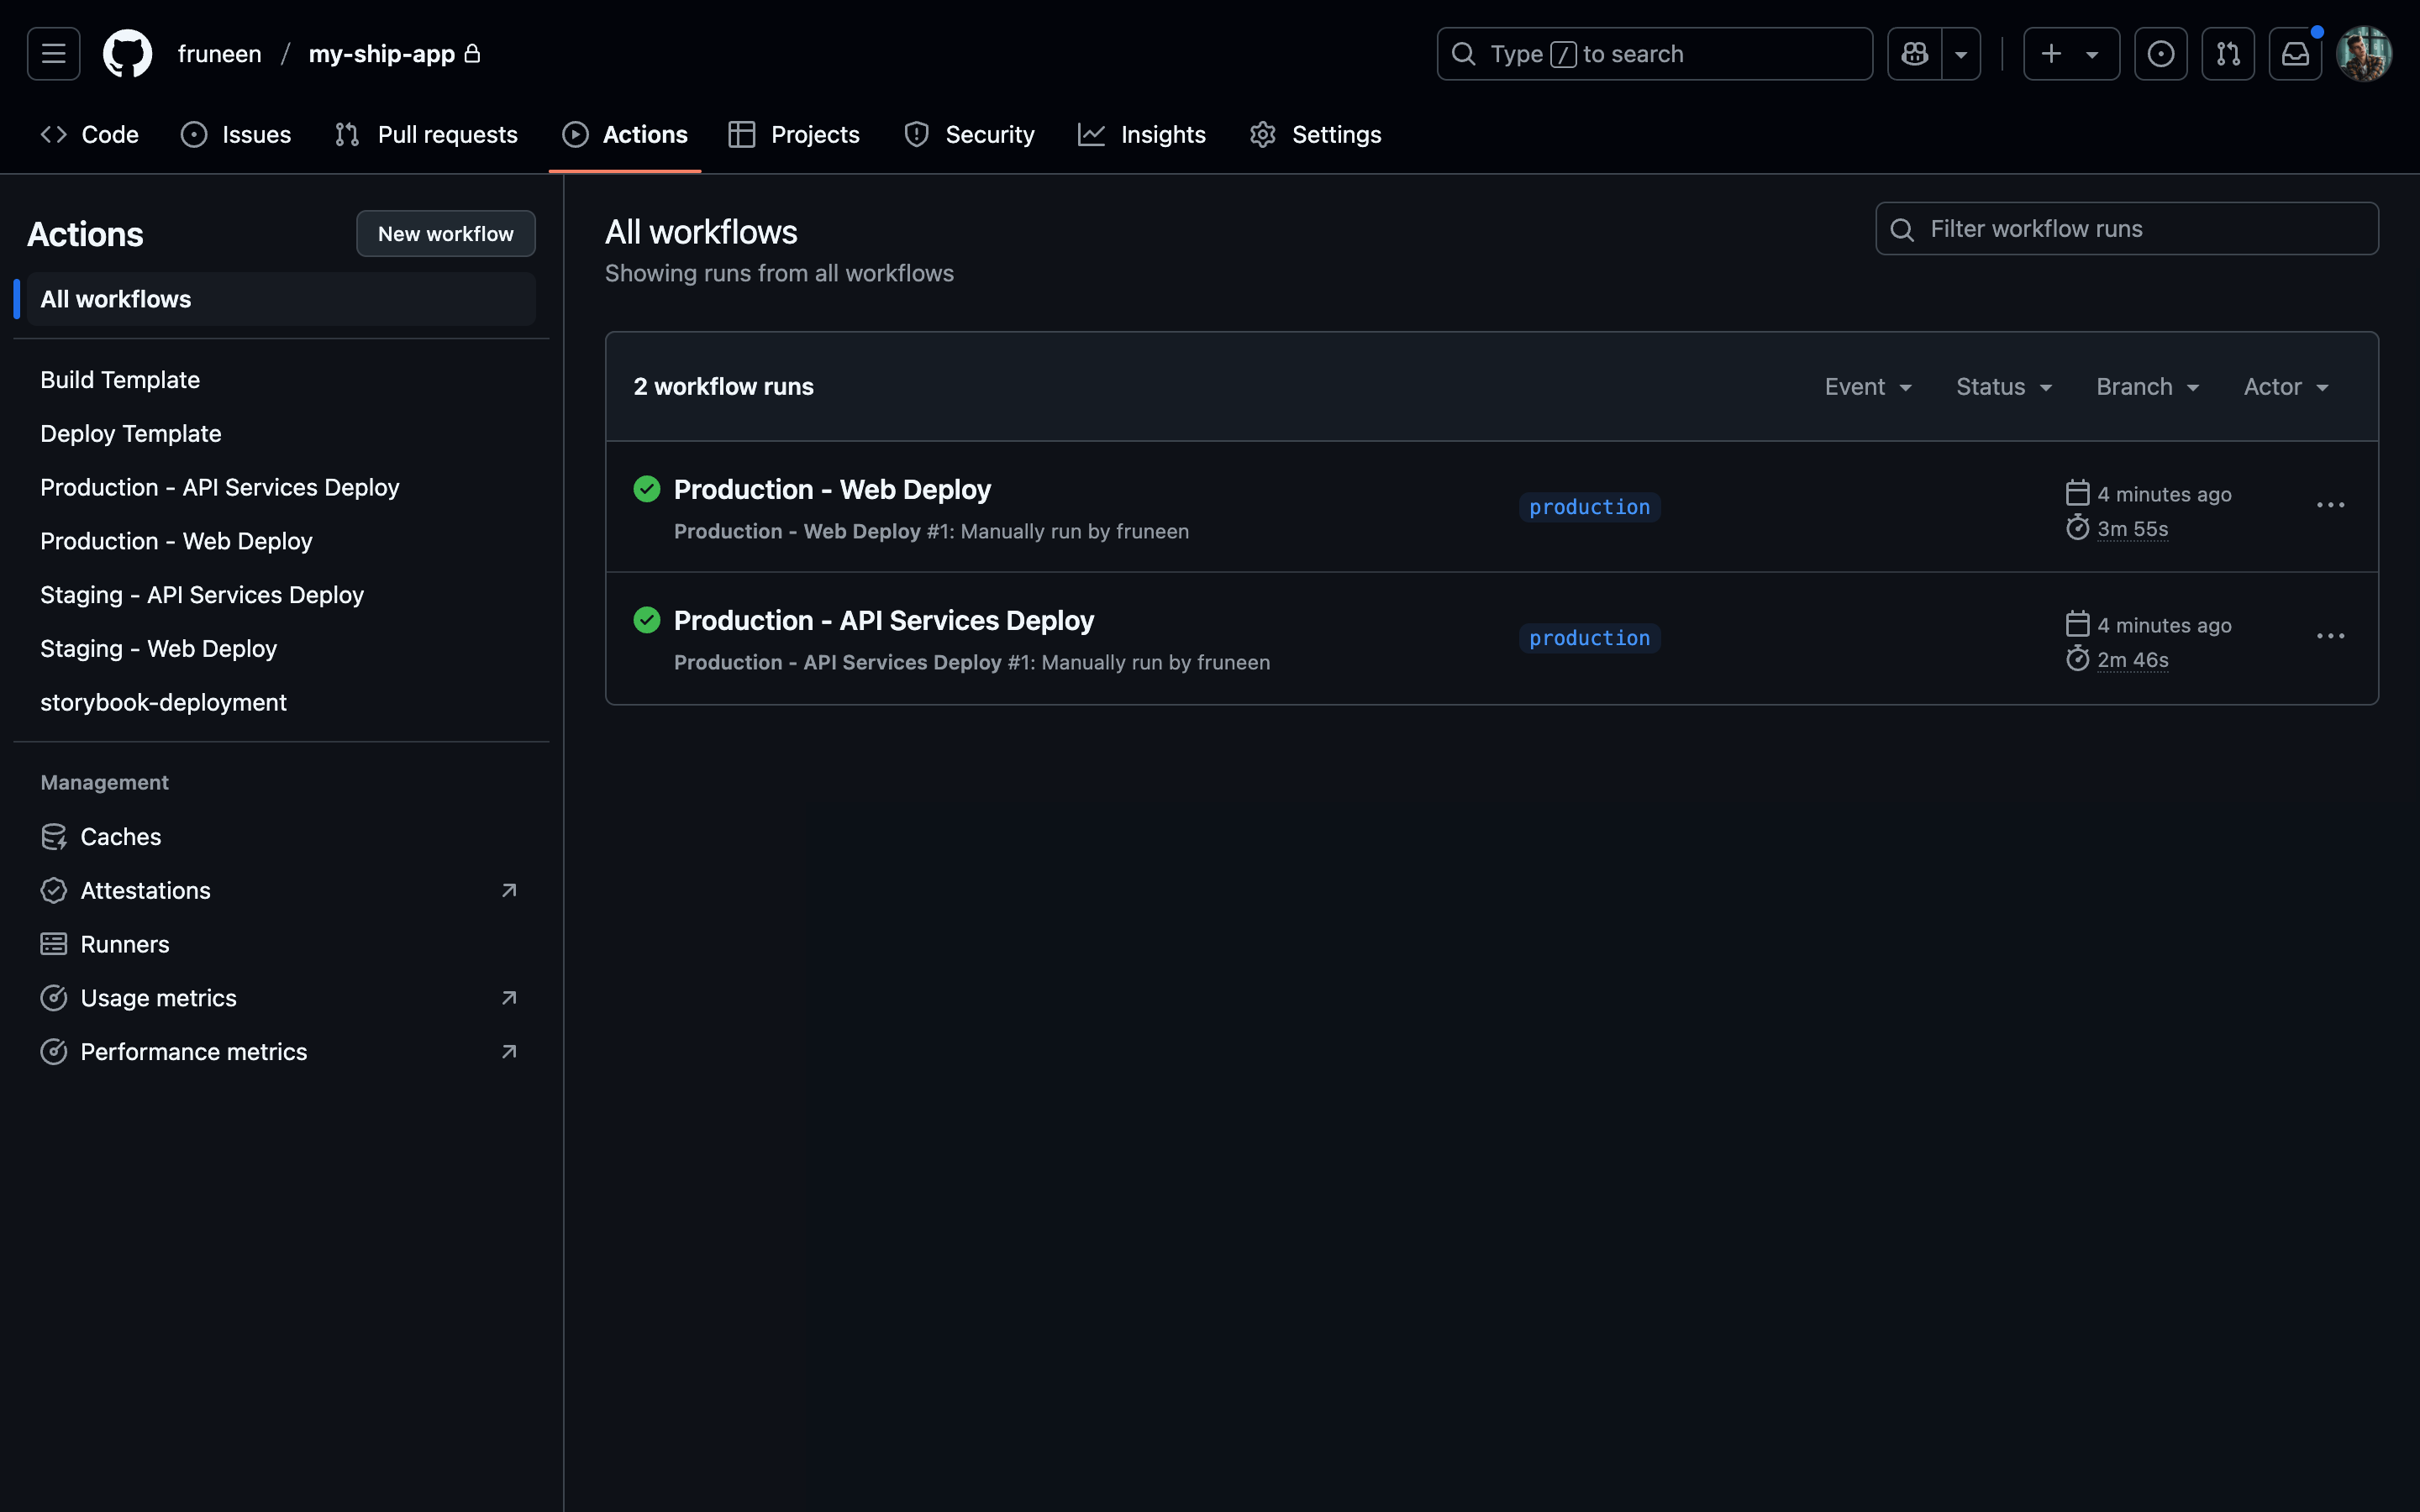 fruneen / my-ship-app
Type / to search
Code
Issues
Pull requests
Actions
Projects
Security
Insights
Settings
Actions
New workflow
All workflows
Build Template
Deploy Template
Production - API Services Deploy
Production - Web Deploy
Staging - API Services Deploy
Staging - Web Deploy
storybook-deployment
Management
Caches
Attestations
Runners
Usage metrics
Performance metrics
All workflows
Showing runs from all workflows
Filter workflow runs
2 workflow runs
Event
Status
Branch
Actor
Production - Web Deploy
Production - Web Deploy #1: Manually run by fruneen
production
4 minutes ago
3m 55s
Production - API Services Deploy
Production - API Services Deploy #1: Manually run by fruneen
production
4 minutes ago
2m 46s